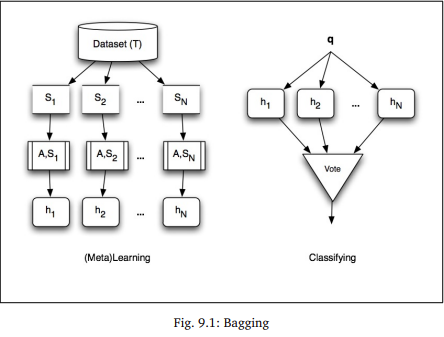 Dataset (T)
q
S1 S2 ... SN
h1 h2 ... hN
A,S1 A,S2 ... A,SN
Vote
h1 h2 ... hN
(Meta)Learning Classifying
Fig. 9.1: Bagging